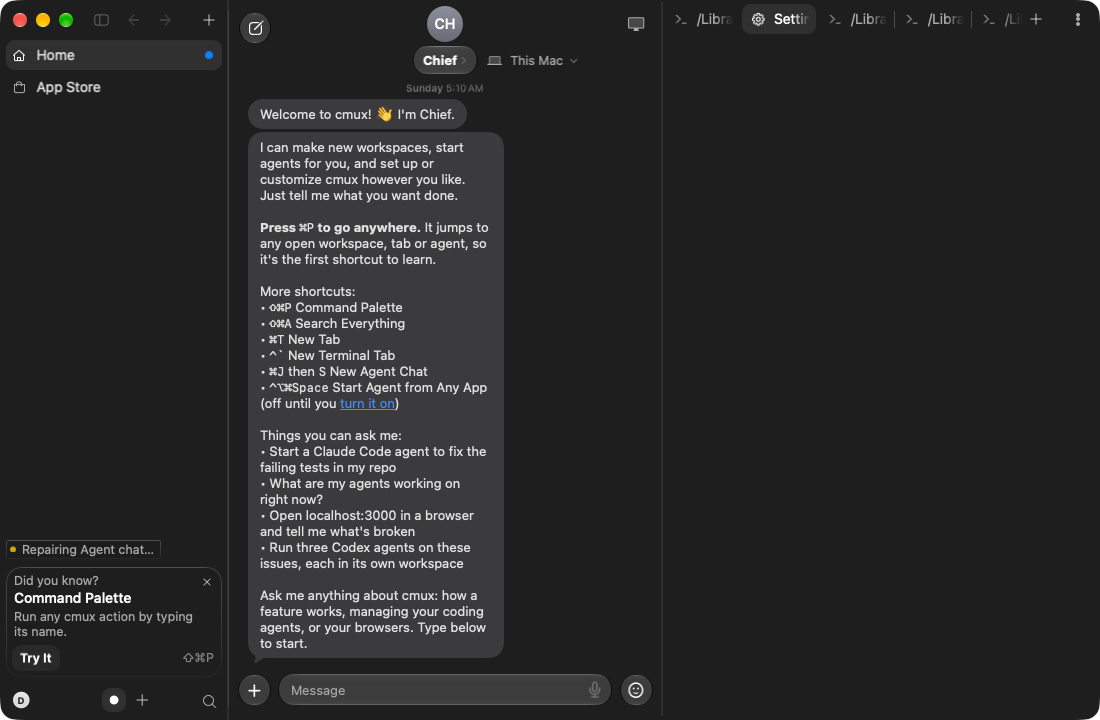 Home
App Store
Repairing Agent chat...
Did you know?
Command Palette
Run any cmux action by typing
its name.
Try It
⇧⌘P
D
CH
Chief
This Mac
Sunday 5:10 AM
Welcome to cmux! 👋 I'm Chief.
I can make new workspaces, start
agents for you, and set up or
customize cmux however you like.
Just tell me what you want done.
Press ⌘P to go anywhere. It jumps to
any open workspace, tab or agent, so
it's the first shortcut to learn.
More shortcuts:
• ⇧⌘P Command Palette
• ⇧⌘A Search Everything
• ⌘T New Tab
• ^` New Terminal Tab
• ⌘J then S New Agent Chat
• ^⌥⌘Space Start Agent from Any App
(off until you turn it on)
Things you can ask me:
• Start a Claude Code agent to fix the
failing tests in my repo
• What are my agents working on
right now?
• Open localhost:3000 in a browser
and tell me what's broken
• Run three Codex agents on these
issues, each in its own workspace
Ask me anything about cmux: how a
feature works, managing your coding
agents, or your browsers. Type below
to start.
Message
/Libra
Settin
/Libra
/Libra
/Li